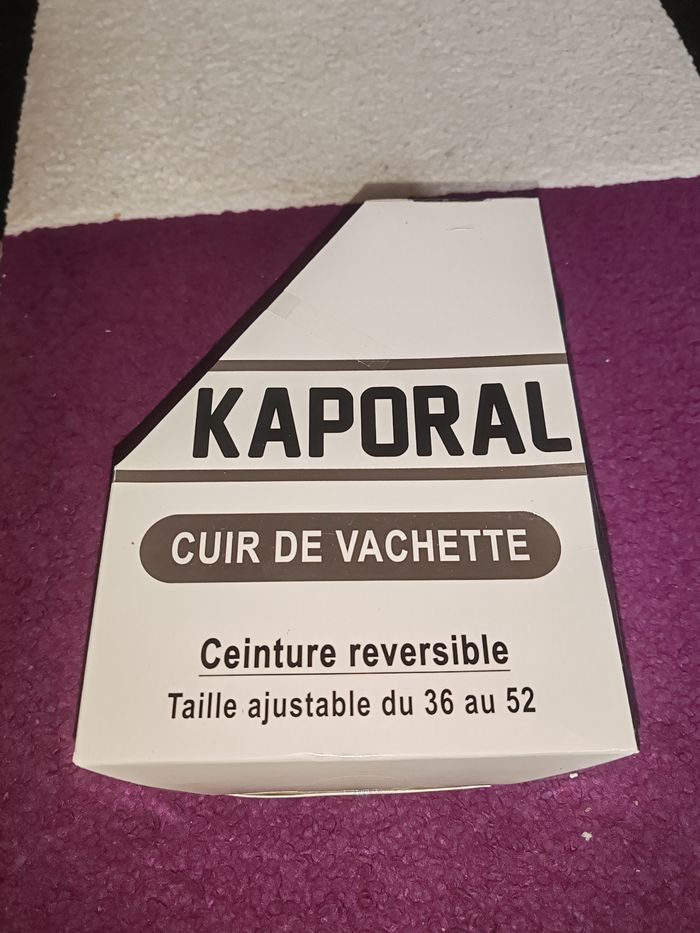 KAPORAL
CUIR DE VACHETTE
Ceinture reversible
Taille ajustable du 36 au 52